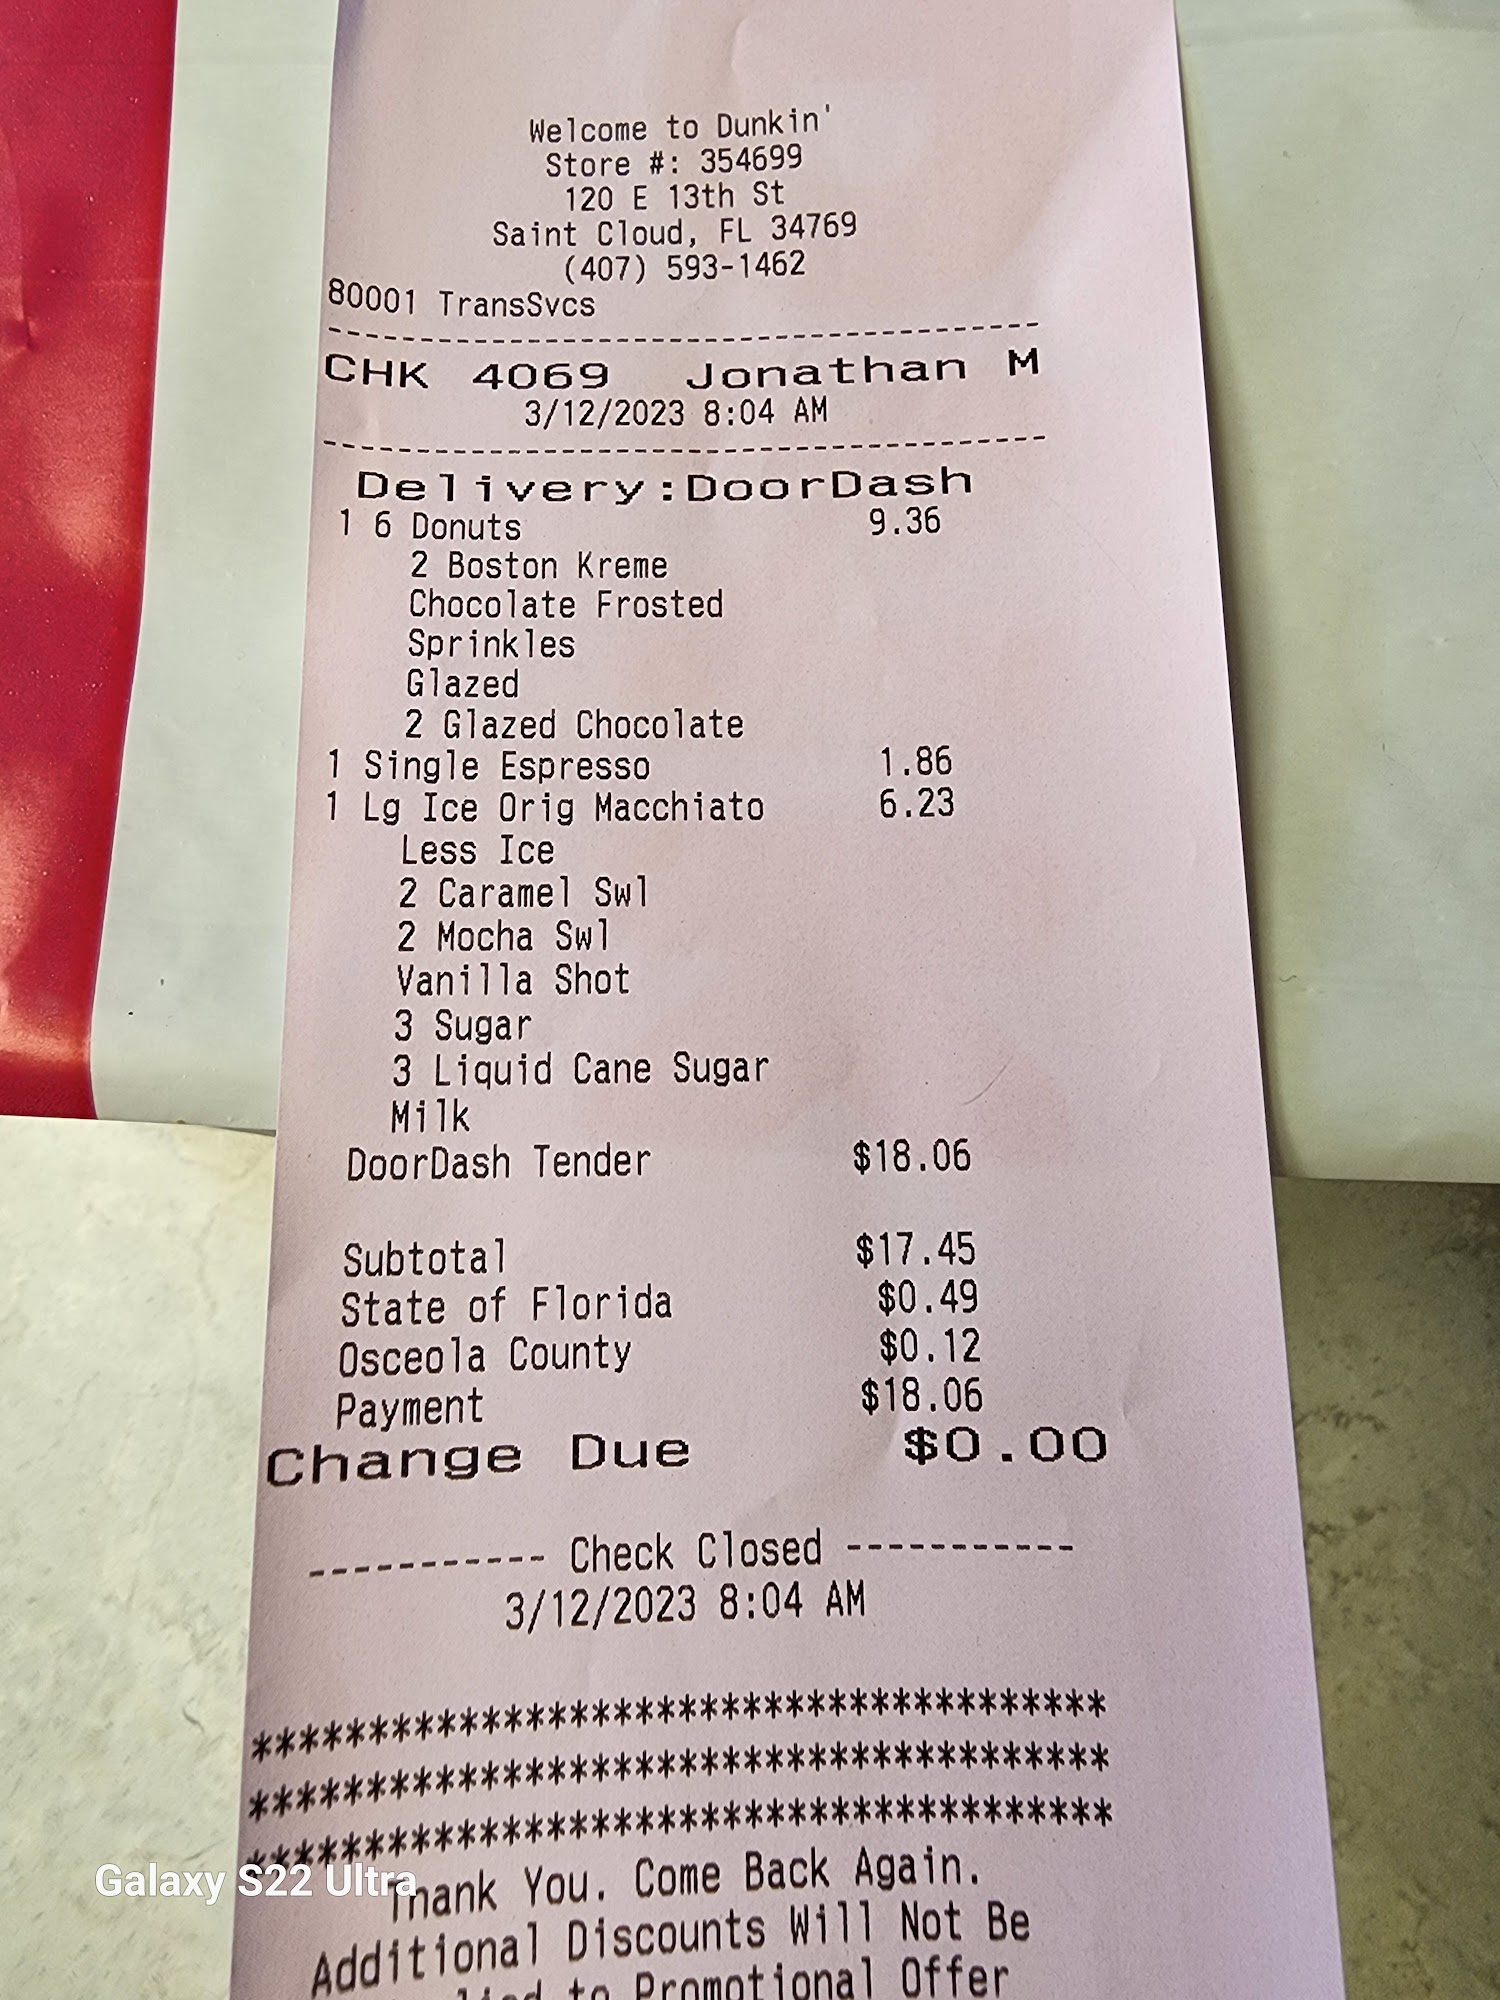 Welcome to Dunkin'
Store #: 354699
120 E 13th St
Saint Cloud, FL 34769
(407) 593-1462
80001 TransSvcs
--------------------------------------
CHK 4069 Jonathan M
3/12/2023 8:04 AM
--------------------------------------
Delivery:DoorDash
1 6 Donuts 9.36
2 Boston Kreme
Chocolate Frosted
Sprinkles
Glazed
2 Glazed Chocolate
1 Single Espresso 1.86
1 Lg Ice Orig Macchiato 6.23
Less Ice
2 Caramel Swl
2 Mocha Swl
Vanilla Shot
3 Sugar
3 Liquid Cane Sugar
Milk
DoorDash Tender $18.06
Subtotal $17.45
State of Florida $0.49
Osceola County $0.12
Payment $18.06
Change Due $0.00
----------- Check Closed -----------
3/12/2023 8:04 AM
**************************************
**************************************
**************************************
Galaxy S22 Ultra
Thank You. Come Back Again.
Additional Discounts Will Not Be
to Promotional Offer